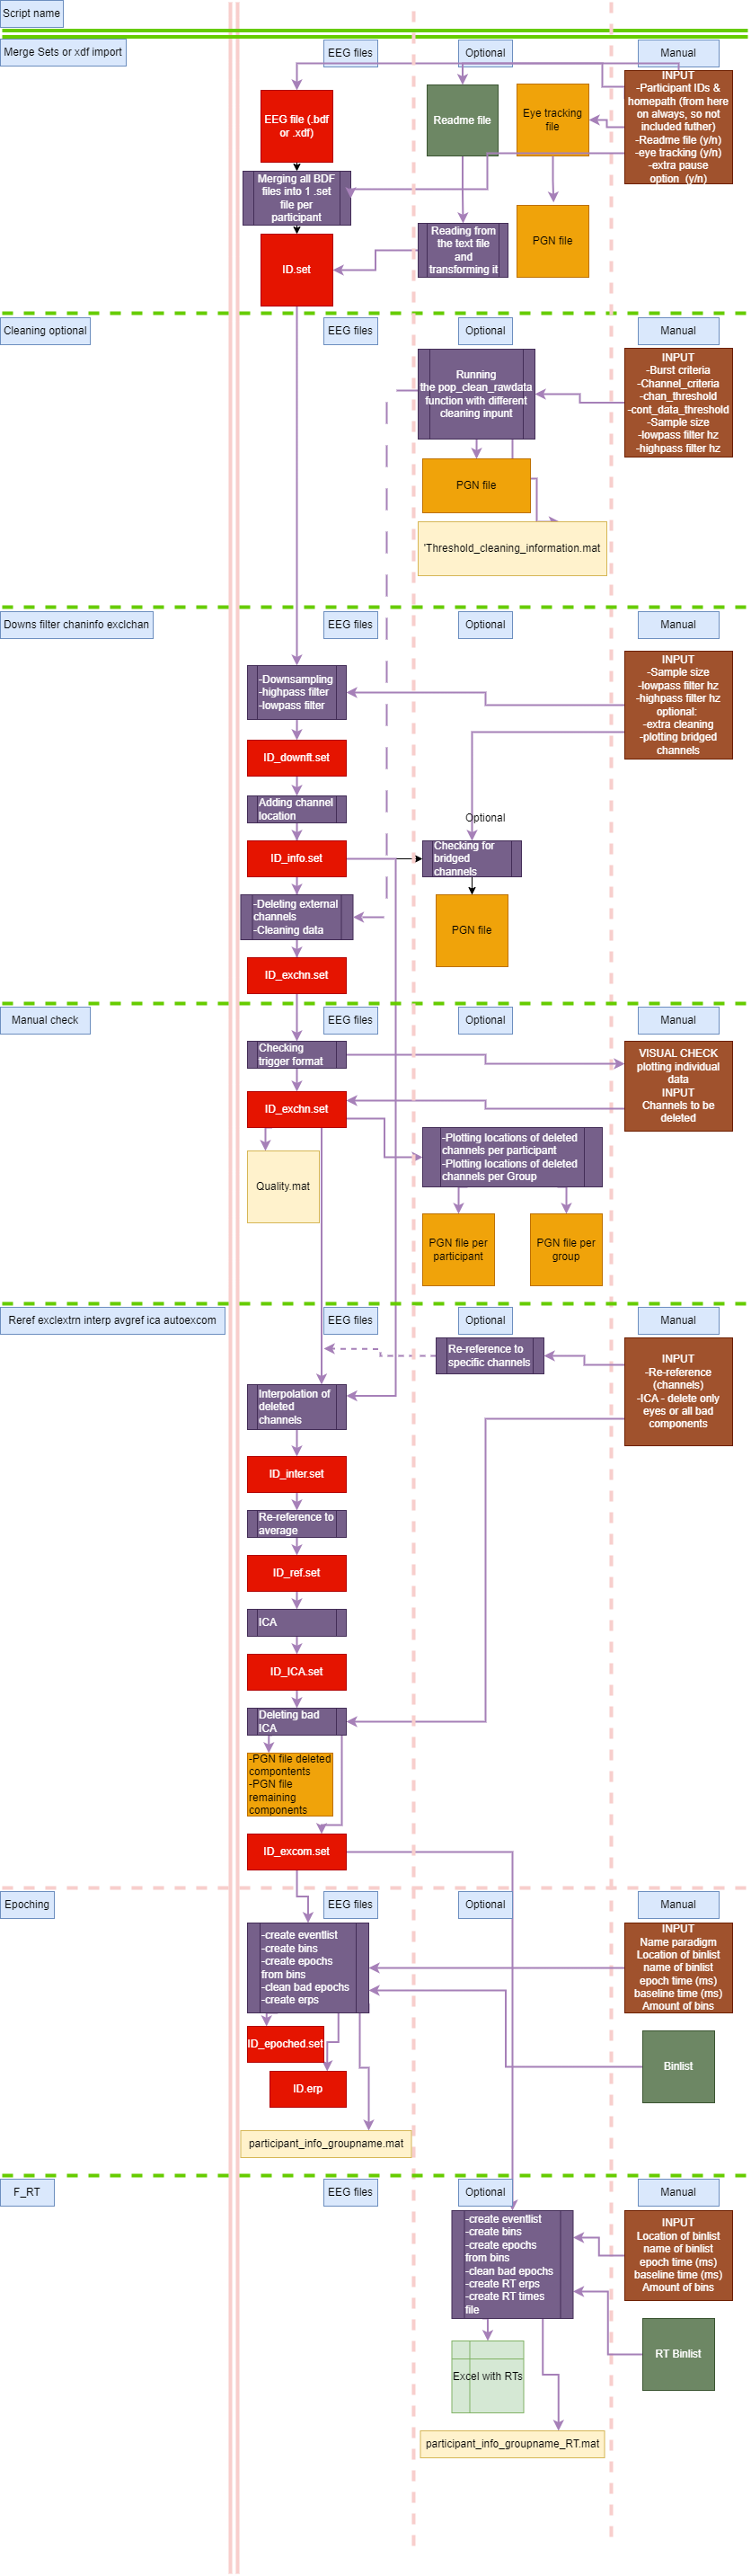 Script name
Merge Sets or xdf import
EEG files
Optional
Manual
EEG file (.bdf
or .xdf)
Readme file
Eye tracking
file
INPUT
-Participant IDs &
homepath (from here
on always, so not
included futher)
-Readme file (y/n)
-eye tracking (y/n)
-extra pause
option  (y/n)
Merging all BDF
files into 1 .set
file per
participant
ID.set
Reading from
the text file
and
transforming it
PGN file
Cleaning optional
EEG files
Optional
Manual
Running
the pop_clean_rawdata
function with different
cleaning inpunt
INPUT
-Burst criteria
-Channel_criteria
-chan_threshold
-cont_data_threshold
-Sample size
-lowpass filter hz
-highpass filter hz
PGN file
'Threshold_cleaning_information.mat
Downs filter chaninfo exclchan
EEG files
Optional
Manual
-Downsampling
-highpass filter
-lowpass filter
INPUT
-Sample size
-lowpass filter hz
-highpass filter hz
optional:
-extra cleaning
-plotting bridged
channels
ID_downft.set
Adding channel
location
Optional
ID_info.set
Checking for
bridged
channels
-Deleting external
channels
-Cleaning data
PGN file
ID_exchn.set
Manual check
EEG files
Optional
Manual
Checking
trigger format
VISUAL CHECK
plotting individual
data
INPUT
Channels to be
deleted
ID_exchn.set
-Plotting locations of deleted
channels per participant
-Plotting locations of deleted
channels per Group
Quality.mat
PGN file per
participant
PGN file per
group
Reref exclextrn interp avgref ica autoexcom
EEG files
Optional
Manual
Re-reference to
specific channels
INPUT
-Re-reference
(channels)
-ICA - delete only
eyes or all bad
components
Interpolation of
deleted
channels
ID_inter.set
Re-reference to
average
ID_ref.set
ICA
ID_ICA.set
Deleting bad
ICA
-PGN file deleted
compontents
-PGN file
remaining
components
ID_excom.set
Epoching
EEG files
Optional
Manual
-create eventlist
-create bins
-create epochs
from bins
-clean bad epochs
-create erps
INPUT
Name paradigm
Location of binlist
name of binlist
epoch time (ms)
baseline time (ms)
Amount of bins
ID_epoched.set
Binlist
ID.erp
participant_info_groupname.mat
F_RT
EEG files
Optional
Manual
-create eventlist
-create bins
-create epochs
from bins
-clean bad epochs
-create RT erps
-create RT times
file
INPUT
Location of binlist
name of binlist
epoch time (ms)
baseline time (ms)
Amount of bins
Excel with RTs
RT Binlist
participant_info_groupname_RT.mat